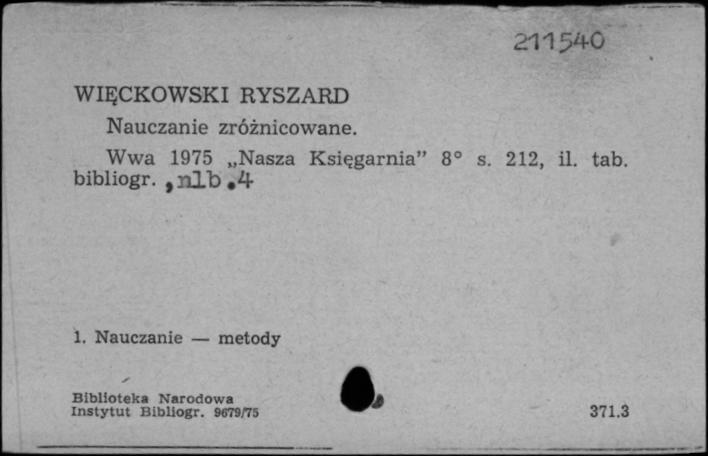 211540
WIĘCKOWSKI RYSZARD
Nauczanie zróżnicowane.
Wwa 1975 „Nasza Księgarnia” 8° s. 212, il. tab.
bibliogr. , nlb.4
1. Nauczanie — metody
Biblioteka Narodowa
Instytut Bibliogr. 9679/75
371.3